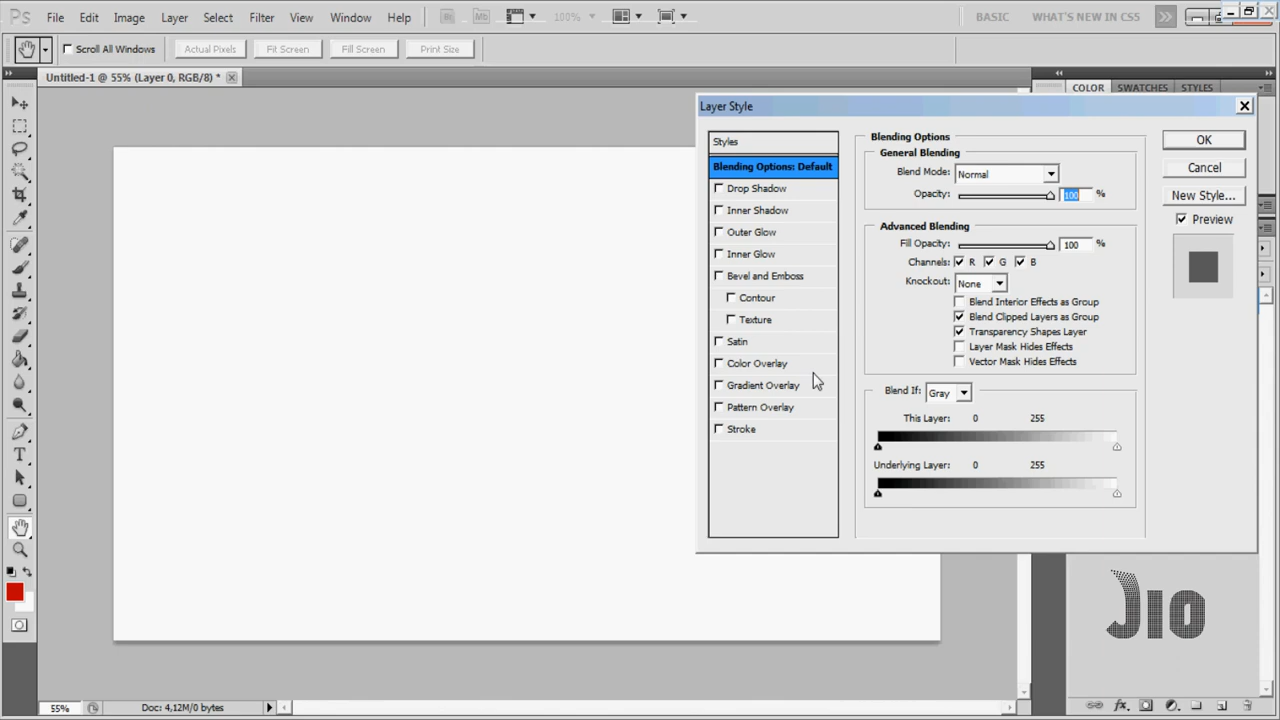 Ps File Edit Image Layer Select Filter View Window Help Br Mb 100% BASIC WHAT'S NEW IN CS5
Scroll All Windows Actual Pixels Fit Screen Fill Screen Print Size
Untitled-1 @ 55% (Layer 0, RGB/8) *
COLOR SWATCHES STYLES
Layer Style
Styles
Blending Options: Default
Drop Shadow
Inner Shadow
Outer Glow
Inner Glow
Bevel and Emboss
Contour
Texture
Satin
Color Overlay
Gradient Overlay
Pattern Overlay
Stroke
Blending Options
General Blending
Blend Mode: Normal
Opacity: 100 %
Advanced Blending
Fill Opacity: 100 %
Channels: R G B
Knockout: None
Blend Interior Effects as Group
Blend Clipped Layers as Group
Transparency Shapes Layer
Layer Mask Hides Effects
Vector Mask Hides Effects
Blend If: Gray
This Layer: 0 255
Underlying Layer: 0 255
OK
Cancel
New Style...
Preview
JIO
55% Doc: 4,12M/0 bytes
fx